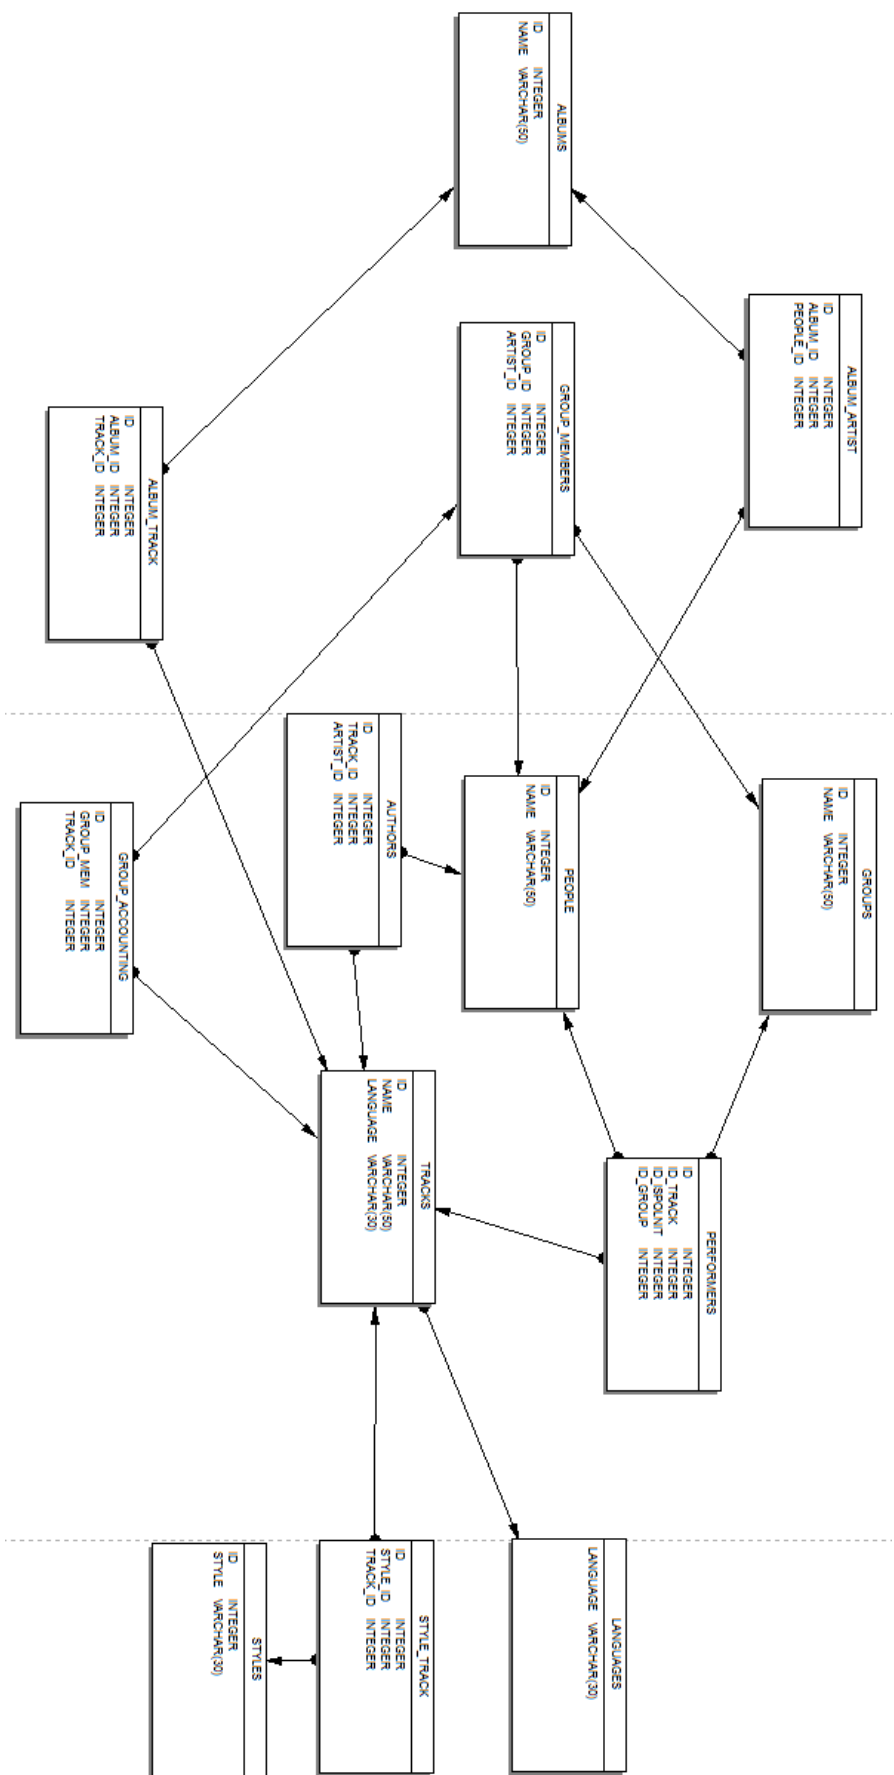 ALBUM_ARTIST
ID INTEGER
ALBUM_ID INTEGER
PEOPLE_ID INTEGER
GROUPS
ID INTEGER
NAME VARCHAR(50)
PERFORMERS
ID INTEGER
ID_TRACK INTEGER
ID_ISPOLNIT INTEGER
ID_GROUP INTEGER
LANGUAGES
LANGUAGE VARCHAR(30)
ALBUMS
ID INTEGER
NAME VARCHAR(50)
GROUP_MEMBERS
ID INTEGER
GROUP_ID INTEGER
ARTIST_ID INTEGER
PEOPLE
ID INTEGER
NAME VARCHAR(50)
TRACKS
ID INTEGER
NAME VARCHAR(50)
LANGUAGE VARCHAR(30)
STYLE_TRACK
ID INTEGER
STYLE_ID INTEGER
TRACK_ID INTEGER
AUTHORS
ID INTEGER
TRACK_ID INTEGER
ARTIST_ID INTEGER
STYLES
ID INTEGER
STYLE VARCHAR(30)
ALBUM_TRACK
ID INTEGER
ALBUM_ID INTEGER
TRACK_ID INTEGER
GROUP_ACCOUNTING
ID INTEGER
GROUP_MEM INTEGER
TRACK_ID INTEGER